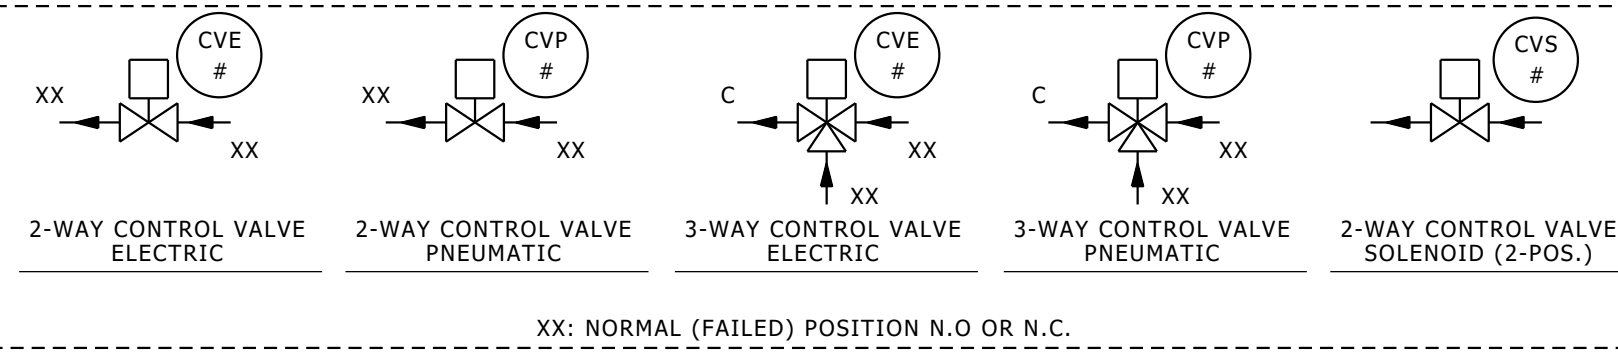 CVE
#
XX
XX
2-WAY CONTROL VALVE
ELECTRIC
CVP
#
XX
XX
2-WAY CONTROL VALVE
PNEUMATIC
CVE
#
C
XX
XX
3-WAY CONTROL VALVE
ELECTRIC
CVP
#
C
XX
XX
3-WAY CONTROL VALVE
PNEUMATIC
CVS
#
2-WAY CONTROL VALVE
SOLENOID (2-POS.)
XX: NORMAL (FAILED) POSITION N.O OR N.C.